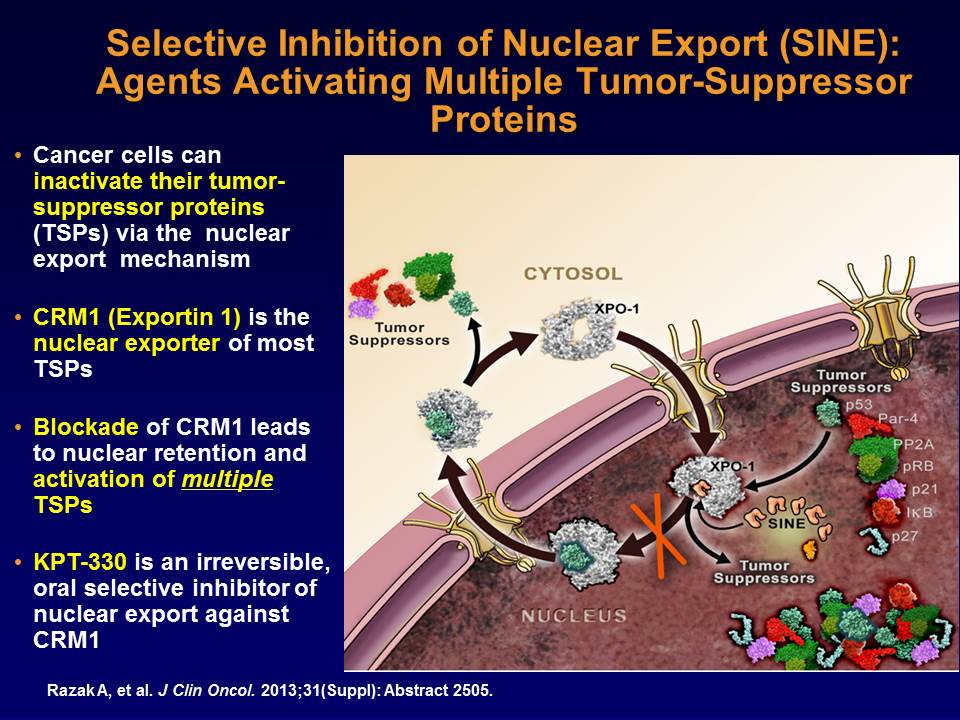 Selective Inhibition of Nuclear Export (SINE):
Agents Activating Multiple Tumor-Suppressor
Proteins
• Cancer cells can
inactivate their tumor-
suppressor proteins
(TSPs) via the nuclear
export mechanism
• CRM1 (Exportin 1) is the
nuclear exporter of most
TSPs
• Blockade of CRM1 leads
to nuclear retention and
activation of multiple
TSPs
• KPT-330 is an irreversible,
oral selective inhibitor of
nuclear export against
CRM1
CYTOSOL
XPO-1
Tumor
Suppressors
Tumor
Suppressors
p53
Par-4
PP2A
pRB
p21
IκB
p27
XPO-1
SINE
Tumor
Suppressors
NUCLEUS
Razak A, et al. J Clin Oncol. 2013;31(Suppl): Abstract 2505.